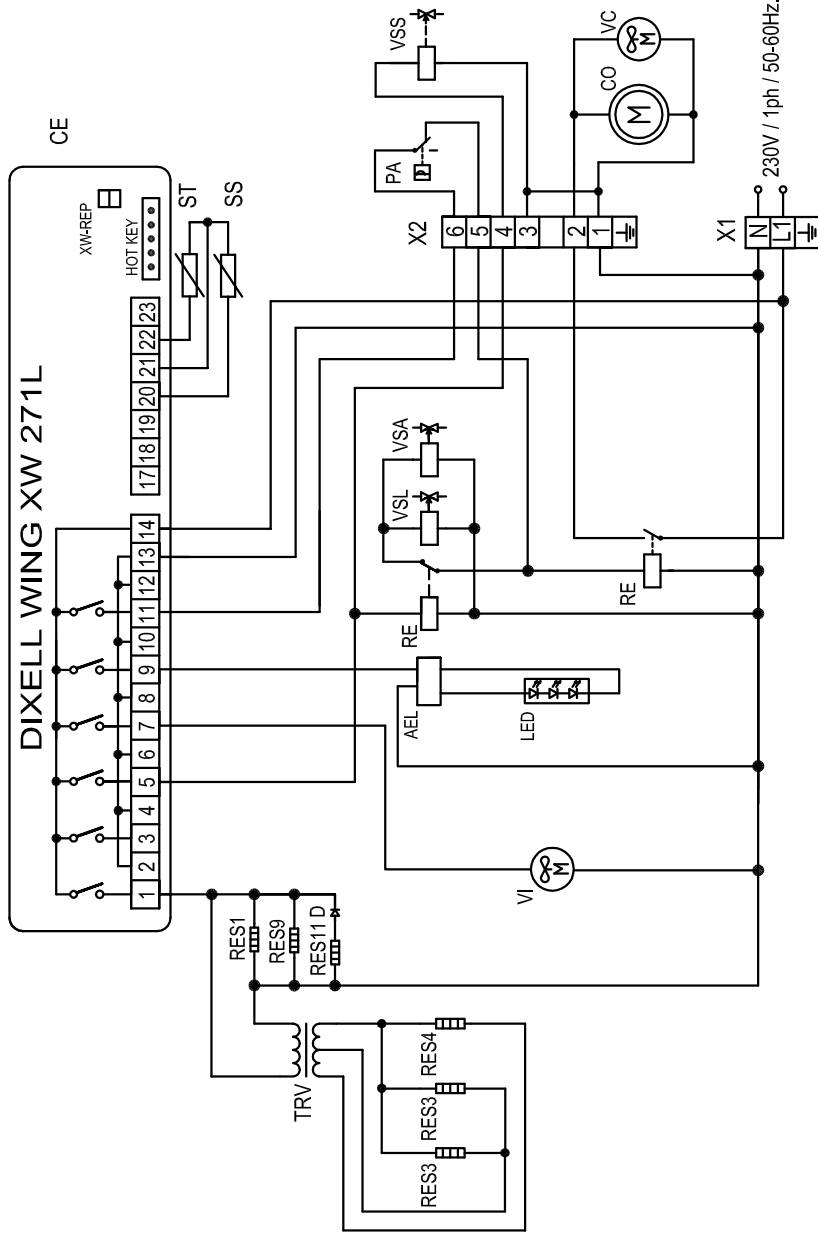 DIXELL WING XW 271L
CE
XW-REP
HOT KEY
ST
SS
1 2 3 4 5 6 7 8 9 10 11 12 13 14
17 18 19 20 21 22 23
VSS
PA
X2
6 5 4 3 2 1
VC
CO
M
M
X1
N
L1
230V / 1ph / 50-60Hz.
VSA
VSL
RE
RE
AEL
LED
VI
M
RES1
RES9
RES11 D
TRV
RES4
RES3
RES3